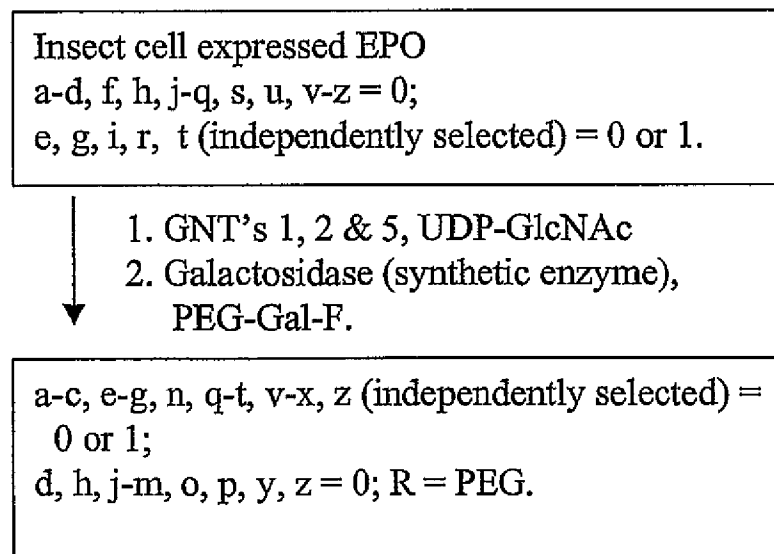 Insect cell expressed EPO
a-d, f, h, j-q, s, u, v-z = 0;
e, g, i, r, t (independently selected) = 0 or 1.
1. GNT's 1, 2 & 5, UDP-GlcNAc
2. Galactosidase (synthetic enzyme),
PEG-Gal-F.
a-c, e-g, n, q-t, v-x, z (independently selected) =
0 or 1;
d, h, j-m, o, p, y, z = 0; R = PEG.